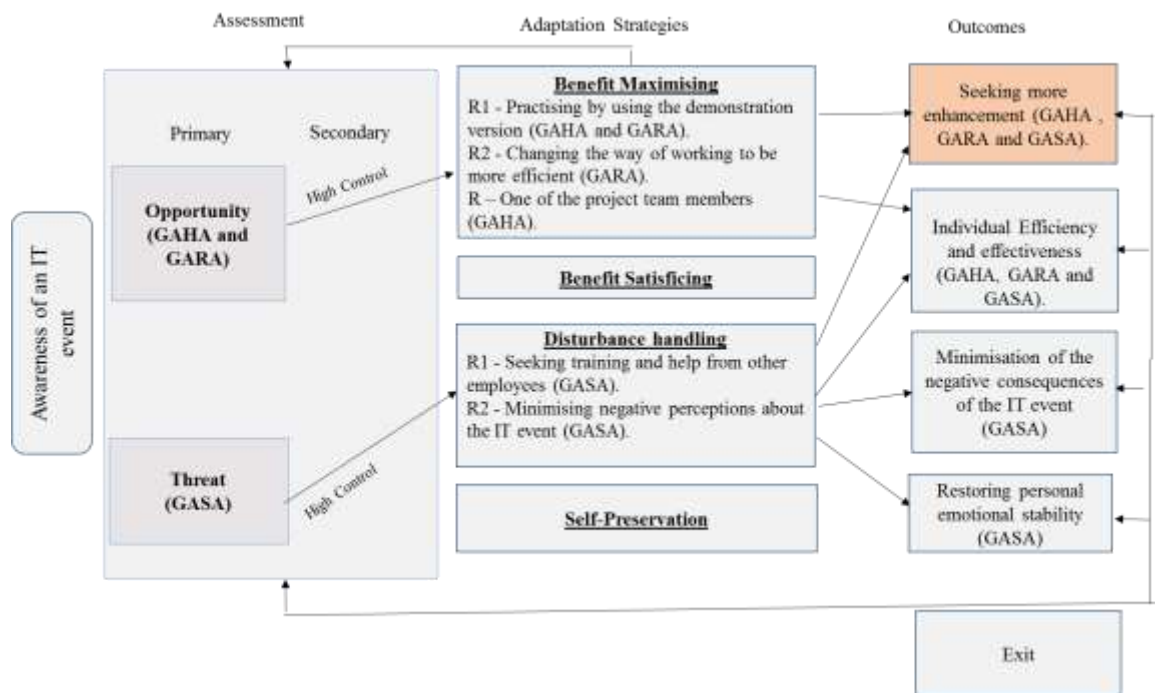 Assessment
Adaptation Strategies
Outcomes
Primary
Secondary
Awareness of an IT
event
Opportunity
(GAHA and
GARA)
High Control
Threat
(GASA)
High Control
Benefit Maximising
R1 - Practising by using the demonstration
version (GAHA and GARA).
R2 - Changing the way of working to be
more efficient (GARA).
R – One of the project team members
(GAHA).
Benefit Satisficing
Disturbance handling
R1 - Seeking training and help from other
employees (GASA).
R2 - Minimising negative perceptions about
the IT event (GASA).
Self-Preservation
Seeking more
enhancement (GAHA ,
GARA and GASA).
Individual Efficiency
and effectiveness
(GAHA, GARA and
GASA).
Minimisation of the
negative consequences
of the IT event
(GASA)
Restoring personal
emotional stability
(GASA)
Exit